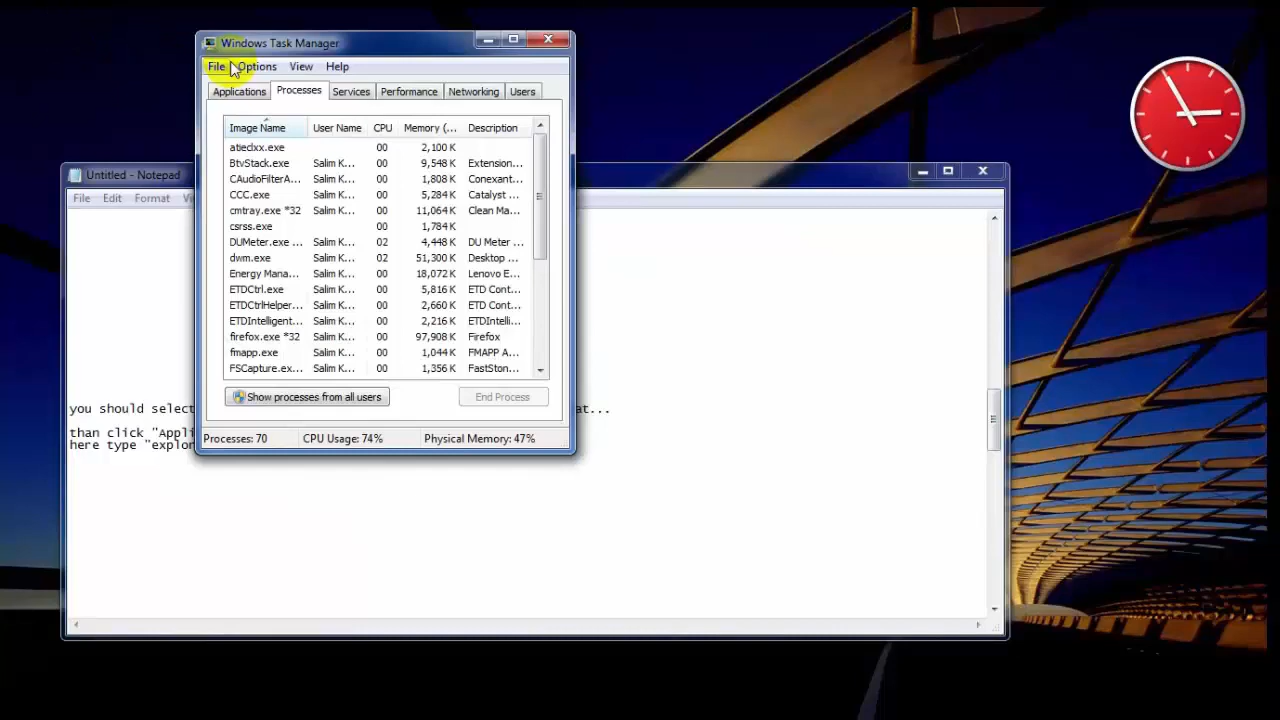 Windows Task Manager
File Options View Help
Applications Processes Services Performance Networking Users
Image Name User Name CPU Memory (... Description
atiedxx.exe 00 2,100 K
BtvStack.exe Salim K... 00 9,548 K Extension...
CAudioFilterA... Salim K... 00 1,808 K Conexant...
CCC.exe Salim K... 00 5,284 K Catalyst ...
cmtray.exe *32 Salim K... 00 11,064 K Clean Ma...
csrss.exe 00 1,784 K
DUMeter.exe ... Salim K... 02 4,448 K DU Meter ...
dwm.exe Salim K... 02 51,300 K Desktop ...
Energy Mana... Salim K... 00 18,072 K Lenovo E...
ETDCtrl.exe Salim K... 00 5,816 K ETD Cont...
ETDCtrlHelper... Salim K... 00 2,660 K ETD Cont...
ETDIntelligent... Salim K... 00 2,216 K ETDIntelli...
firefox.exe *32 Salim K... 00 97,908 K Firefox
fmapp.exe Salim K... 00 1,044 K FMAPP A...
FSCapture.ex... Salim K... 00 1,356 K FastSton...
Show processes from all users End Process
Processes: 70 CPU Usage: 74% Physical Memory: 47%
Untitled - Notepad
File Edit Format
you should select at...
than click "Appli
here type "explor